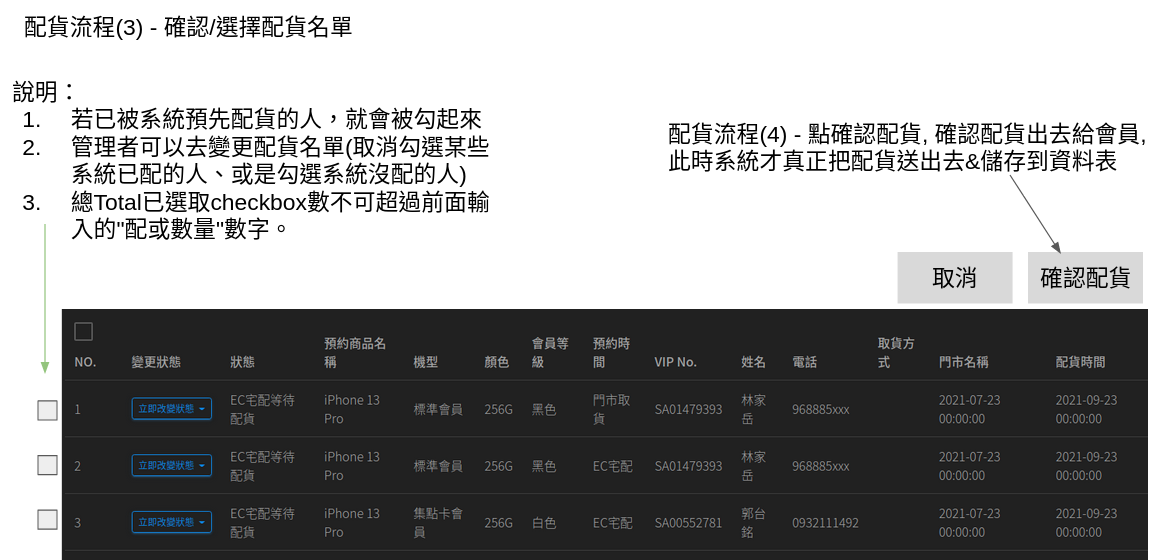 配貨流程(3) - 確認/選擇配貨名單
說明：
1. 若已被系統預先配貨的人，就會被勾起來
2. 管理者可以去變更配貨名單(取消勾選某些
系統已配的人、或是勾選系統沒配的人)
3. 總Total已選取checkbox數不可超過前面輸
入的"配或數量"數字。
配貨流程(4) - 點確認配貨, 確認配貨出去給會員,
此時系統才真正把配貨送出去&儲存到資料表
取消 確認配貨
NO. 變更狀態 狀態 預約商品名稱 機型 顏色 會員等級 預約時間 VIP No. 姓名 電話 取貨方式 門市名稱 配貨時間
1 立即改變狀態 EC宅配等待配貨 iPhone 13 Pro 標準會員 256G 黑色 門市取貨 SA01479393 林家岳 968885xxx 2021-07-23 00:00:00 2021-09-23 00:00:00
2 立即改變狀態 EC宅配等待配貨 iPhone 13 Pro 標準會員 256G 黑色 EC宅配 SA01479393 林家岳 968885xxx 2021-07-23 00:00:00 2021-09-23 00:00:00
3 立即改變狀態 EC宅配等待配貨 iPhone 13 Pro 集點卡會員 256G 白色 EC宅配 SA00552781 郭台銘 0932111492 2021-07-23 00:00:00 2021-09-23 00:00:00